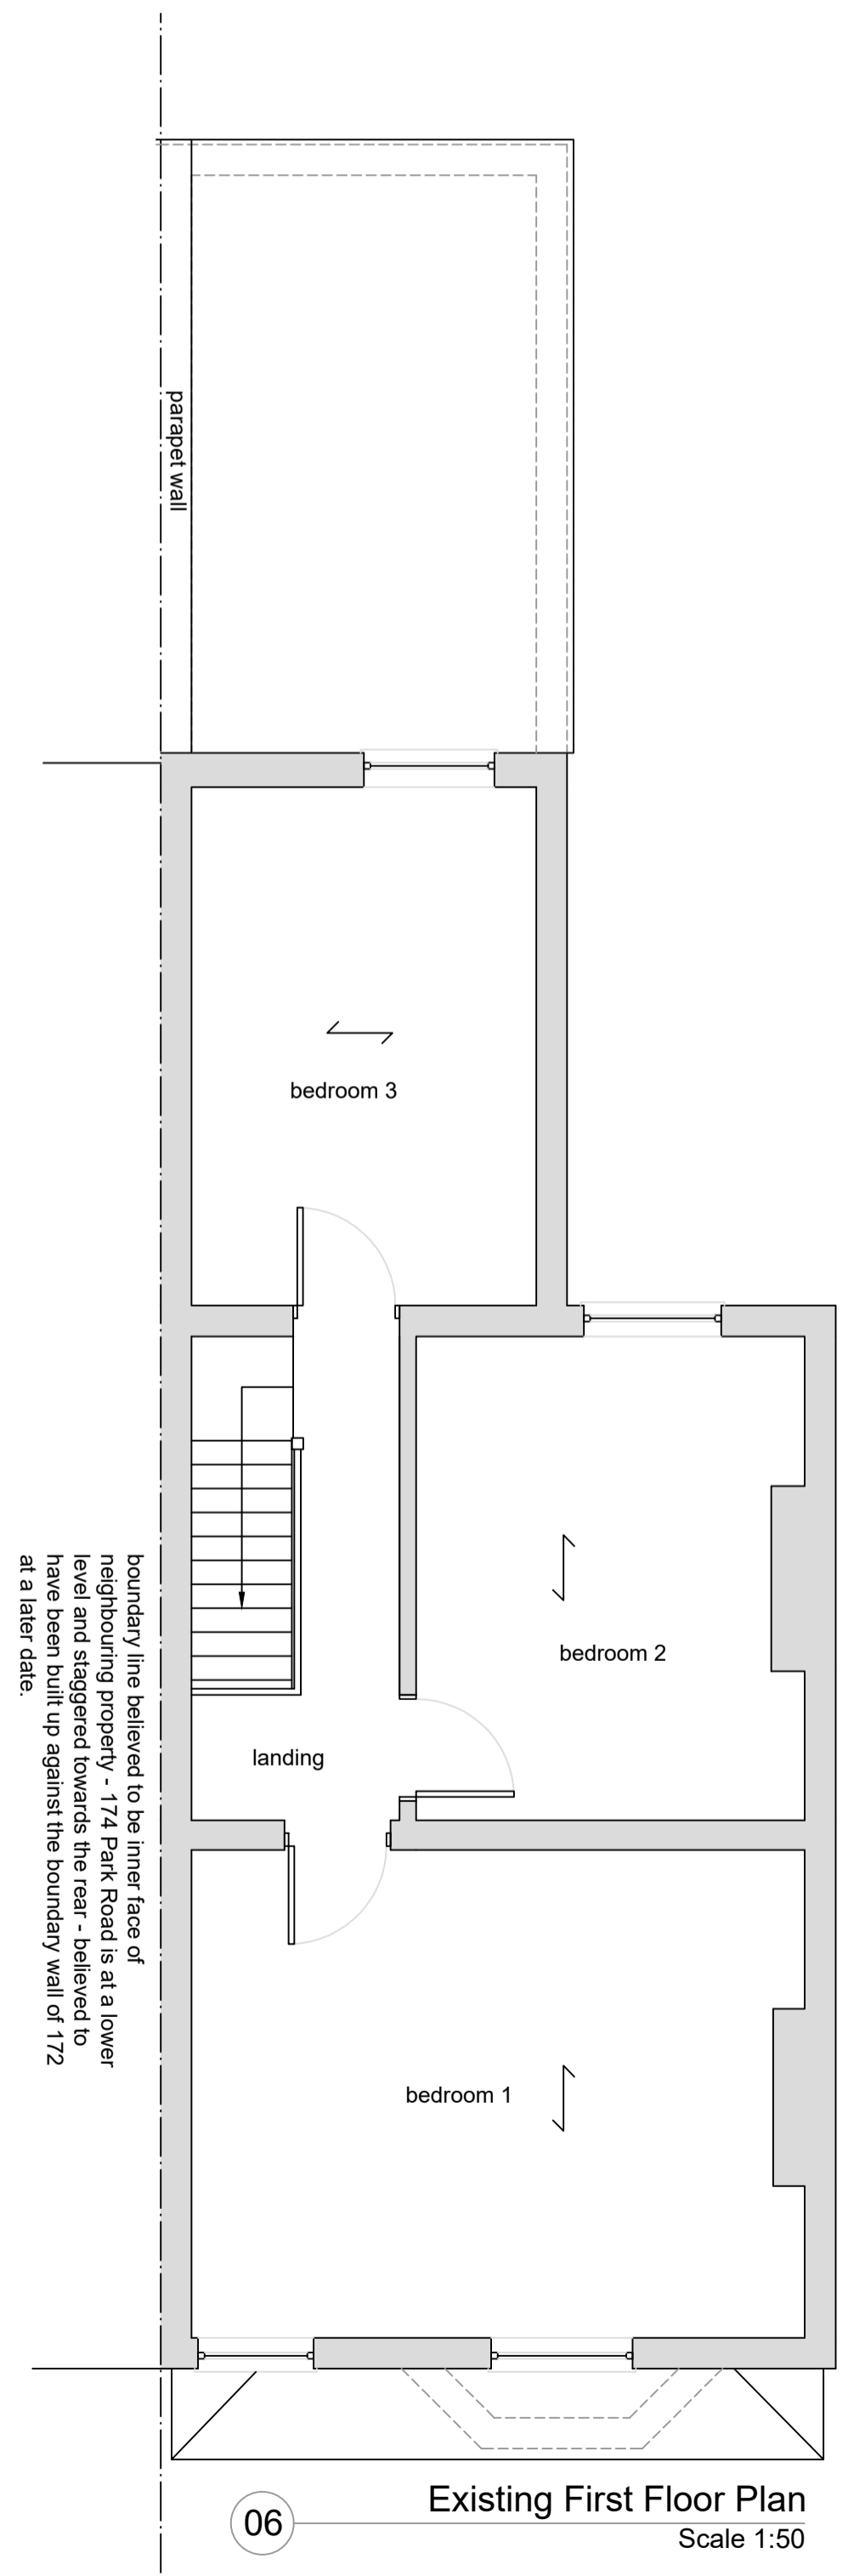 parapet wall
bedroom 3
bedroom 2
landing
boundary line believed to be inner face of
neighbouring property - 174 Park Road is at a lower
level and staggered towards the rear - believed to
have been built up against the boundary wall of 172
at a later date.
bedroom 1
06
Existing First Floor Plan
Scale 1:50